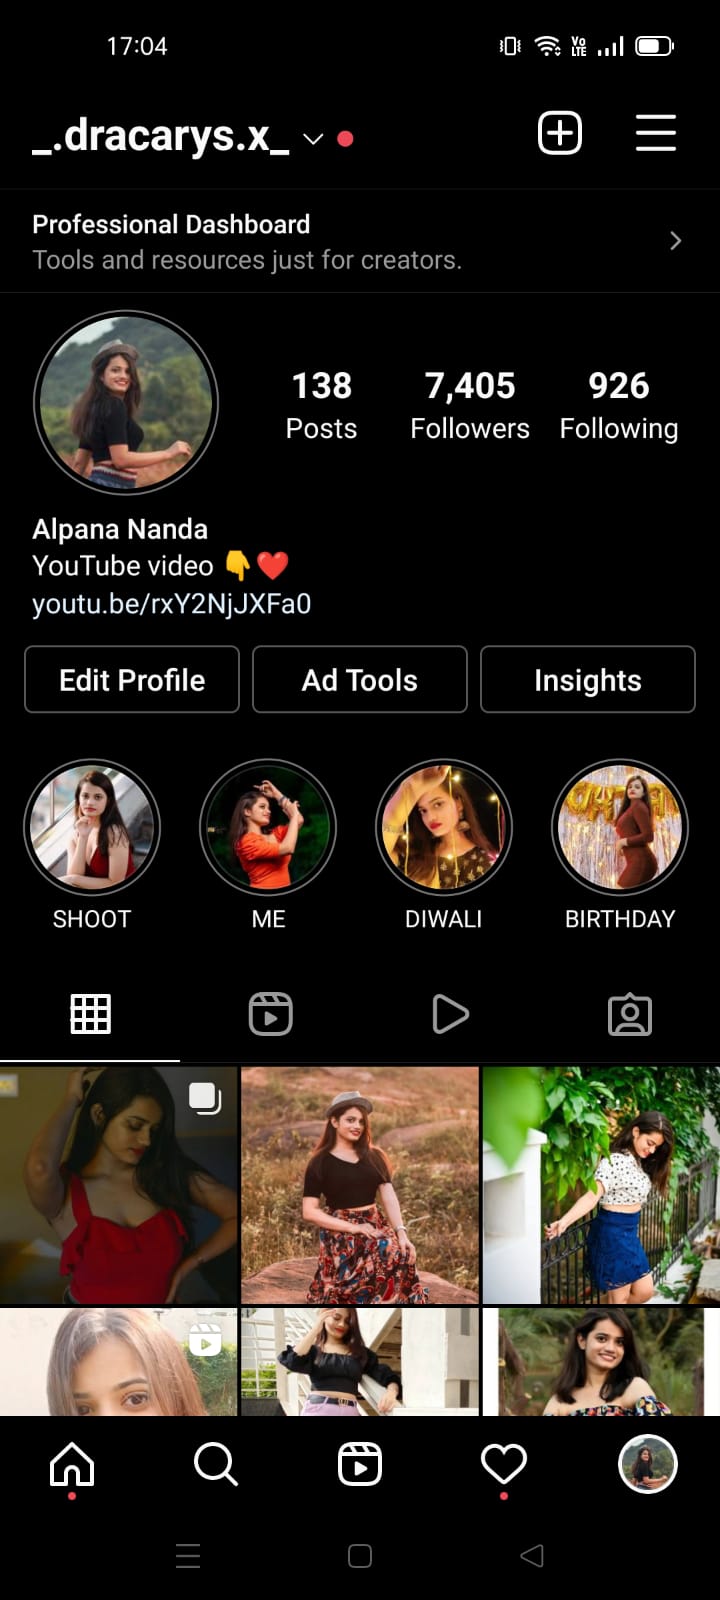 17:04
Vo
LTE
_.dracarys.x_
Professional Dashboard
Tools and resources just for creators.
138
7,405
926
Posts
Followers
Following
Alpana Nanda
YouTube video 👇❤️
youtu.be/rxY2NjJXFa0
Edit Profile
Ad Tools
Insights
SHOOT
ME
DIWALI
BIRTHDAY